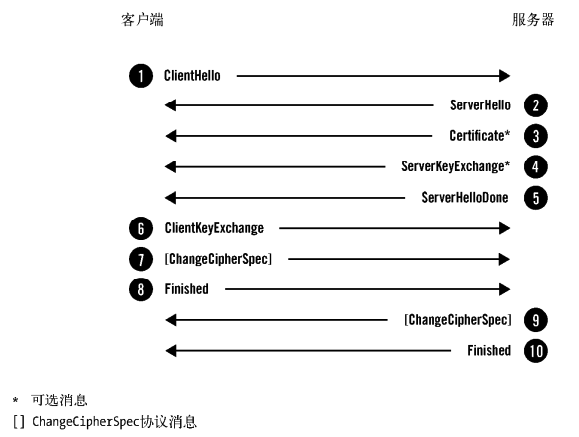 客户端 服务器
1 ClientHello
ServerHello 2
Certificate* 3
ServerKeyExchange* 4
ServerHelloDone 5
6 ClientKeyExchange
7 [ChangeCipherSpec]
8 Finished
[ChangeCipherSpec] 9
Finished 10
* 可选消息
[] ChangeCipherSpec协议消息